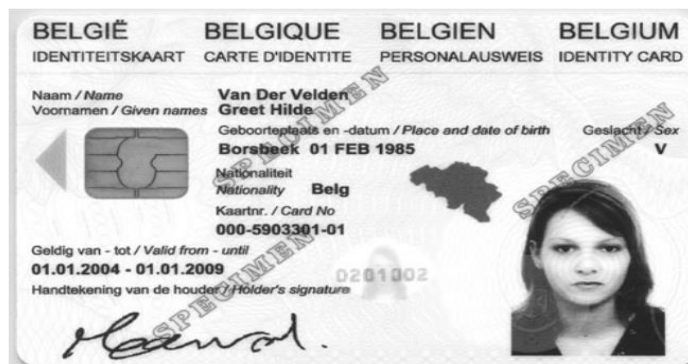 BELGIË BELGIQUE BELGIEN BELGIUM
IDENTITEITSKAART CARTE D'IDENTITE PERSONALAUSWEIS IDENTITY CARD
Naam / Name Van Der Velden
Voornamen / Given names Greet Hilde
Geboorteplaats en -datum / Place and date of birth Geslacht / Sex
Borsbeek 01 FEB 1985 V
Nationaliteit
Nationality Belg
Kaartnr. / Card No
000-5903301-01
Geldig van - tot / Valid from - until
01.01.2004 - 01.01.2009
0201002
Handtekening van de houder / Holder's signature
SPECIMEN
SPECIMEN
SPECIMEN